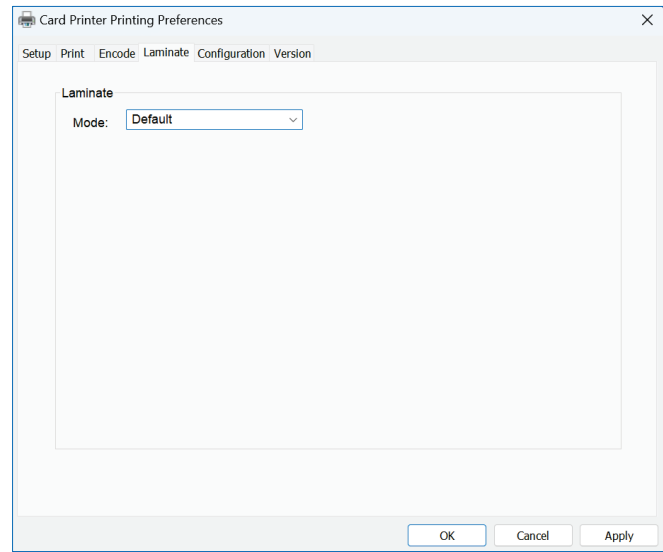 Card Printer Printing Preferences
Setup Print Encode Laminate Configuration Version
Laminate
Mode: Default
OK Cancel Apply